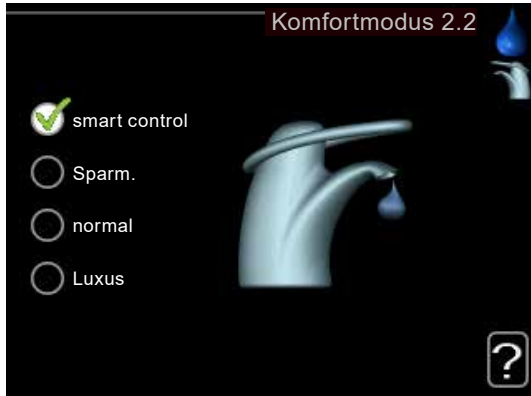 Komfortmodus 2.2
smart control
Sparm.
normal
Luxus
?